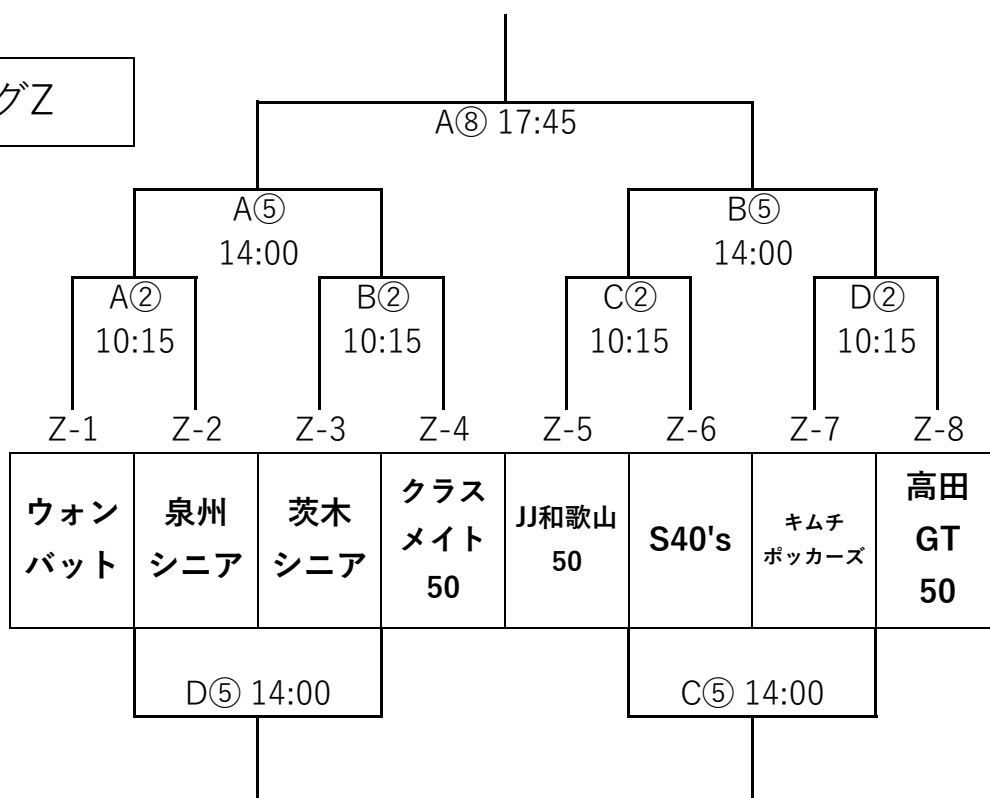 グZ
A⑧ 17:45
A⑤
14:00
B⑤
14:00
A②
10:15
B②
10:15
C②
10:15
D②
10:15
Z-1
Z-2
Z-3
Z-4
Z-5
Z-6
Z-7
Z-8
ウォン
バット
泉州
シニア
茨木
シニア
クラス
メイト
50
JJ和歌山
50
S40's
キムチ
ポッカーズ
高田
GT
50
D⑤ 14:00
C⑤ 14:00